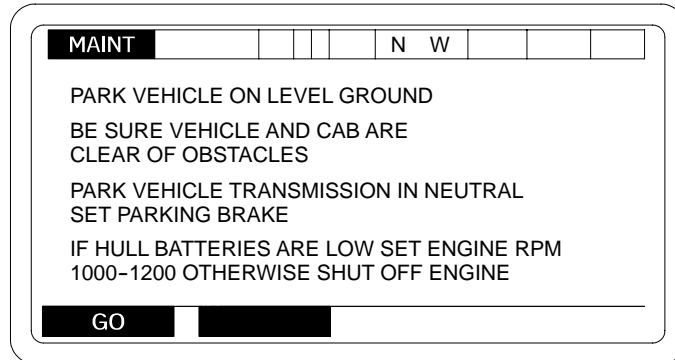 MAINT N W
PARK VEHICLE ON LEVEL GROUND
BE SURE VEHICLE AND CAB ARE
CLEAR OF OBSTACLES
PARK VEHICLE TRANSMISSION IN NEUTRAL
SET PARKING BRAKE
IF HULL BATTERIES ARE LOW SET ENGINE RPM
1000-1200 OTHERWISE SHUT OFF ENGINE
GO